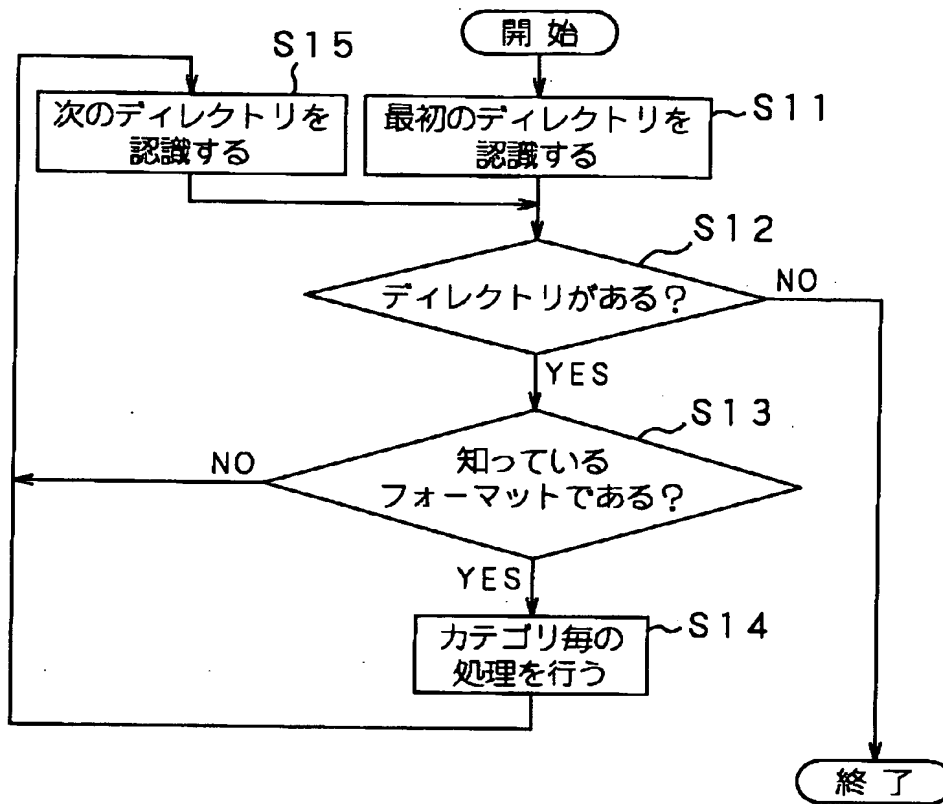 開始
S15
次のディレクトリを
認識する
最初のディレクトリを
認識する
S11
S12
ディレクトリがある?
NO
YES
S13
知っている
フォーマットである?
NO
YES
カテゴリ毎の
処理を行う
S14
終了